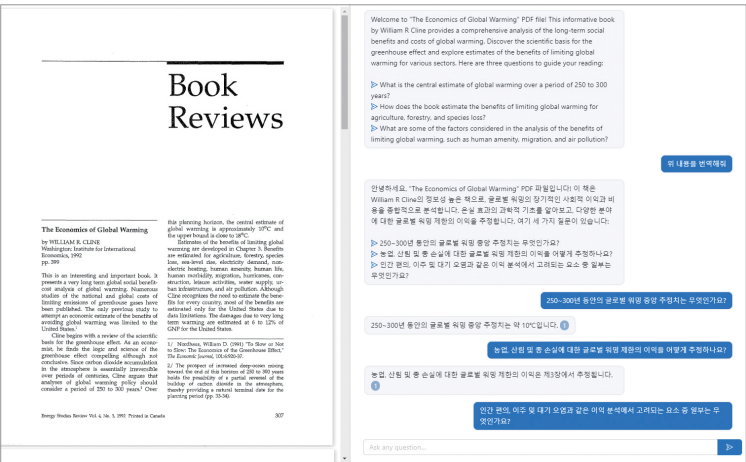 Book
Reviews
The Economics of Global Warming
by WILLIAM R. CLINE
Washington: Institute for International
Economics, 1992
pp. 399
This is an interesting and important book. It
presents a very long term global social benefit-
cost analysis of global warming. Numerous
studies of the national and global costs of
limiting emissions of greenhouse gases have
been published. The only previous study to
attempt an economic estimate of the benefits of
avoiding global warming was limited to the
United States.¹
Cline begins with a review of the scientific
basis for the greenhouse effect. As an econo-
mist, he finds the logic and science of the
greenhouse effect compelling although not
conclusive. Since carbon dioxide accumulation
in the atmosphere is essentially irreversible
over periods of centuries, Cline argues that
analyses of global warming policy should
consider a period of 250 to 300 years.² Over
this planning horizon, the central estimate of
global warming is approximately 10°C and
the upper bound is close to 18°C.
Estimates of the benefits of limiting global
warming are developed in Chapter 3. Benefits
are estimated for agriculture, forestry, species
loss, sea-level rise, electricity demand, non-
electric heating, human amenity, human life,
human morbidity, migration, hurricanes, con-
struction, leisure activities, water supply, ur-
ban infrastructure, and air pollution. Although
Cline recognizes the need to estimate the bene-
fits for every country, most of the benefits are
estimated only for the United States due to
data limitations. The damages due to very long
term warming are estimated at 6 to 12% of
GNP for the United States.
1/ Nordhaus, William D. (1991) "To Slow or Not
to Slow: The Economics of the Greenhouse Effect,"
The Economic Journal, 101:6:920-37.
2/ The prospect of increased deep-ocean mixing
toward the end of this horizon of 250 to 300 years
holds the possibility of a partial reversal of the
buildup of carbon dioxide in the atmosphere,
thereby providing a natural terminal date for the
planning period (pp. 33-34).
Energy Studies Review Vol. 4, No. 3, 1992 Printed in Canada
307
Welcome to "The Economics of Global Warming" PDF file! This informative book
by William R Cline provides a comprehensive analysis of the long-term social
benefits and costs of global warming. Discover the scientific basis for the
greenhouse effect and explore estimates of the benefits of limiting global
warming for various sectors. Here are three questions to guide your reading:
What is the central estimate of global warming over a period of 250 to 300
years?
How does the book estimate the benefits of limiting global warming for
agriculture, forestry, and species loss?
What are some of the factors considered in the analysis of the benefits of
limiting global warming, such as human amenity, migration, and air pollution?
위 내용을 번역해줘
안녕하세요, "The Economics of Global Warming" PDF 파일입니다! 이 책은
William R Cline의 정보성 높은 책으로, 글로벌 워밍의 장기적인 사회적 이익과 비
용을 종합적으로 분석합니다. 온실 효과의 과학적 기초를 알아보고, 다양한 분야
에 대한 글로벌 워밍 제한의 이익을 추정합니다. 여기 세 가지 질문이 있습니다:
250~300년 동안의 글로벌 워밍 중앙 추정치는 무엇인가요?
농업, 산림 및 종 손실에 대한 글로벌 워밍 제한의 이익을 어떻게 추정하나요?
인간 편의, 이주 및 대기 오염과 같은 이익 분석에서 고려되는 요소 중 일부는
무엇인가요?
250~300년 동안의 글로벌 워밍 중앙 추정치는 무엇인가요?
250~300년 동안의 글로벌 워밍 중앙 추정치는 약 10°C입니다. 1
농업, 산림 및 종 손실에 대한 글로벌 워밍 제한의 이익을 어떻게 추정하나요?
농업, 산림 및 종 손실에 대한 글로벌 워밍 제한의 이익은 제3장에서 추정됩니다.
1
인간 편의, 이주 및 대기 오염과 같은 이익 분석에서 고려되는 요소 중 일부는 무
엇인가요?
Ask any question...